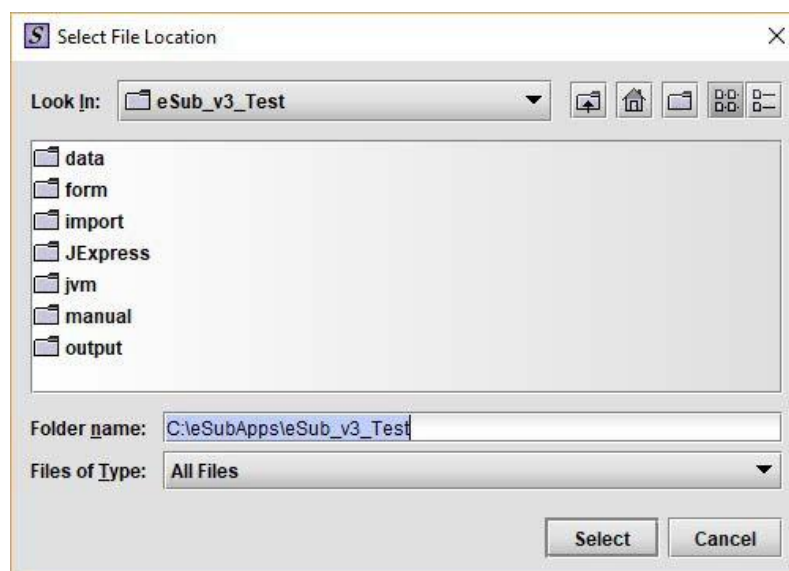 S Select File Location
Look In: eSub_v3_Test
data
form
import
JExpress
jvm
manual
output
Folder name: C:\eSubApps\eSub_v3_Test
Files of Type: All Files
Select Cancel